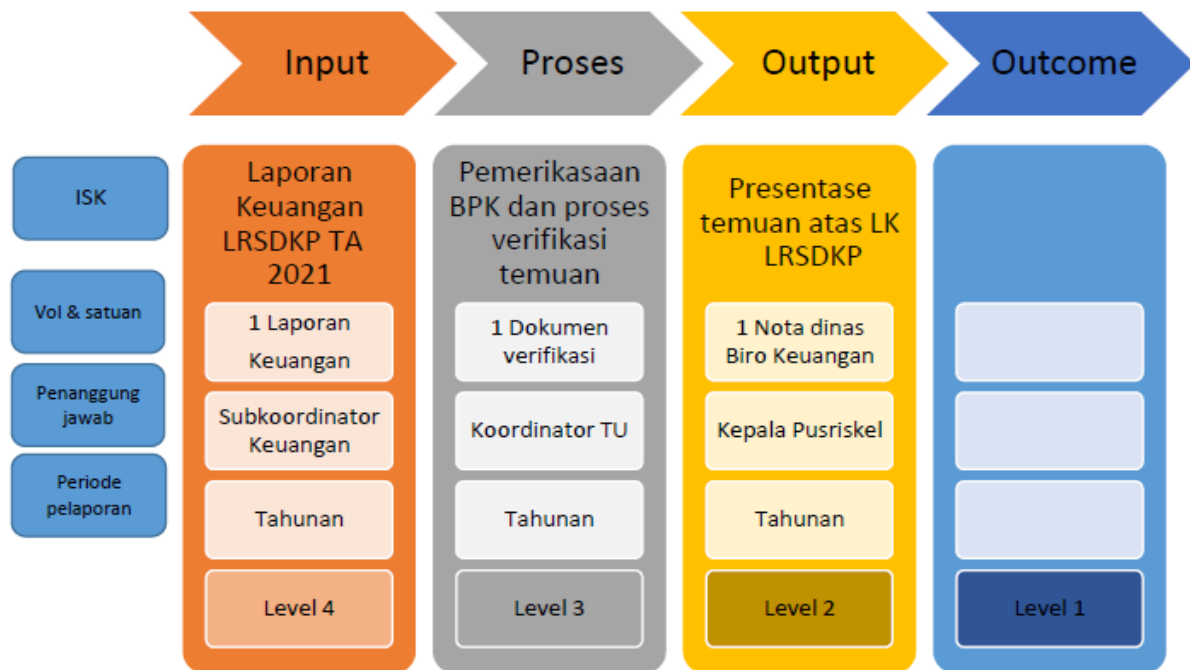 Input
Proses
Output
Outcome
ISK
Laporan
Keuangan
LRSDKP TA
2021
Pemerikasaan
BPK dan proses
verifikasi
temuan
Presentase
temuan atas LK
LRSDKP
Vol & satuan
1 Laporan
Keuangan
1 Dokumen
verifikasi
1 Nota dinas
Biro Keuangan
Penanggung
jawab
Subkoordinator
Keuangan
Koordinator TU
Kepala Pusriskel
Periode
pelaporan
Tahunan
Tahunan
Tahunan
Level 4
Level 3
Level 2
Level 1